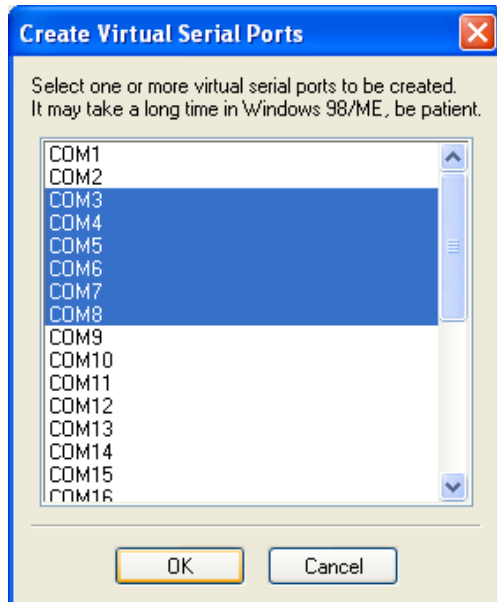 Create Virtual Serial Ports
Select one or more virtual serial ports to be created.
It may take a long time in Windows 98/ME, be patient.
COM1
COM2
COM3
COM4
COM5
COM6
COM7
COM8
COM9
COM10
COM11
COM12
COM13
COM14
COM15
COM16
OK
Cancel